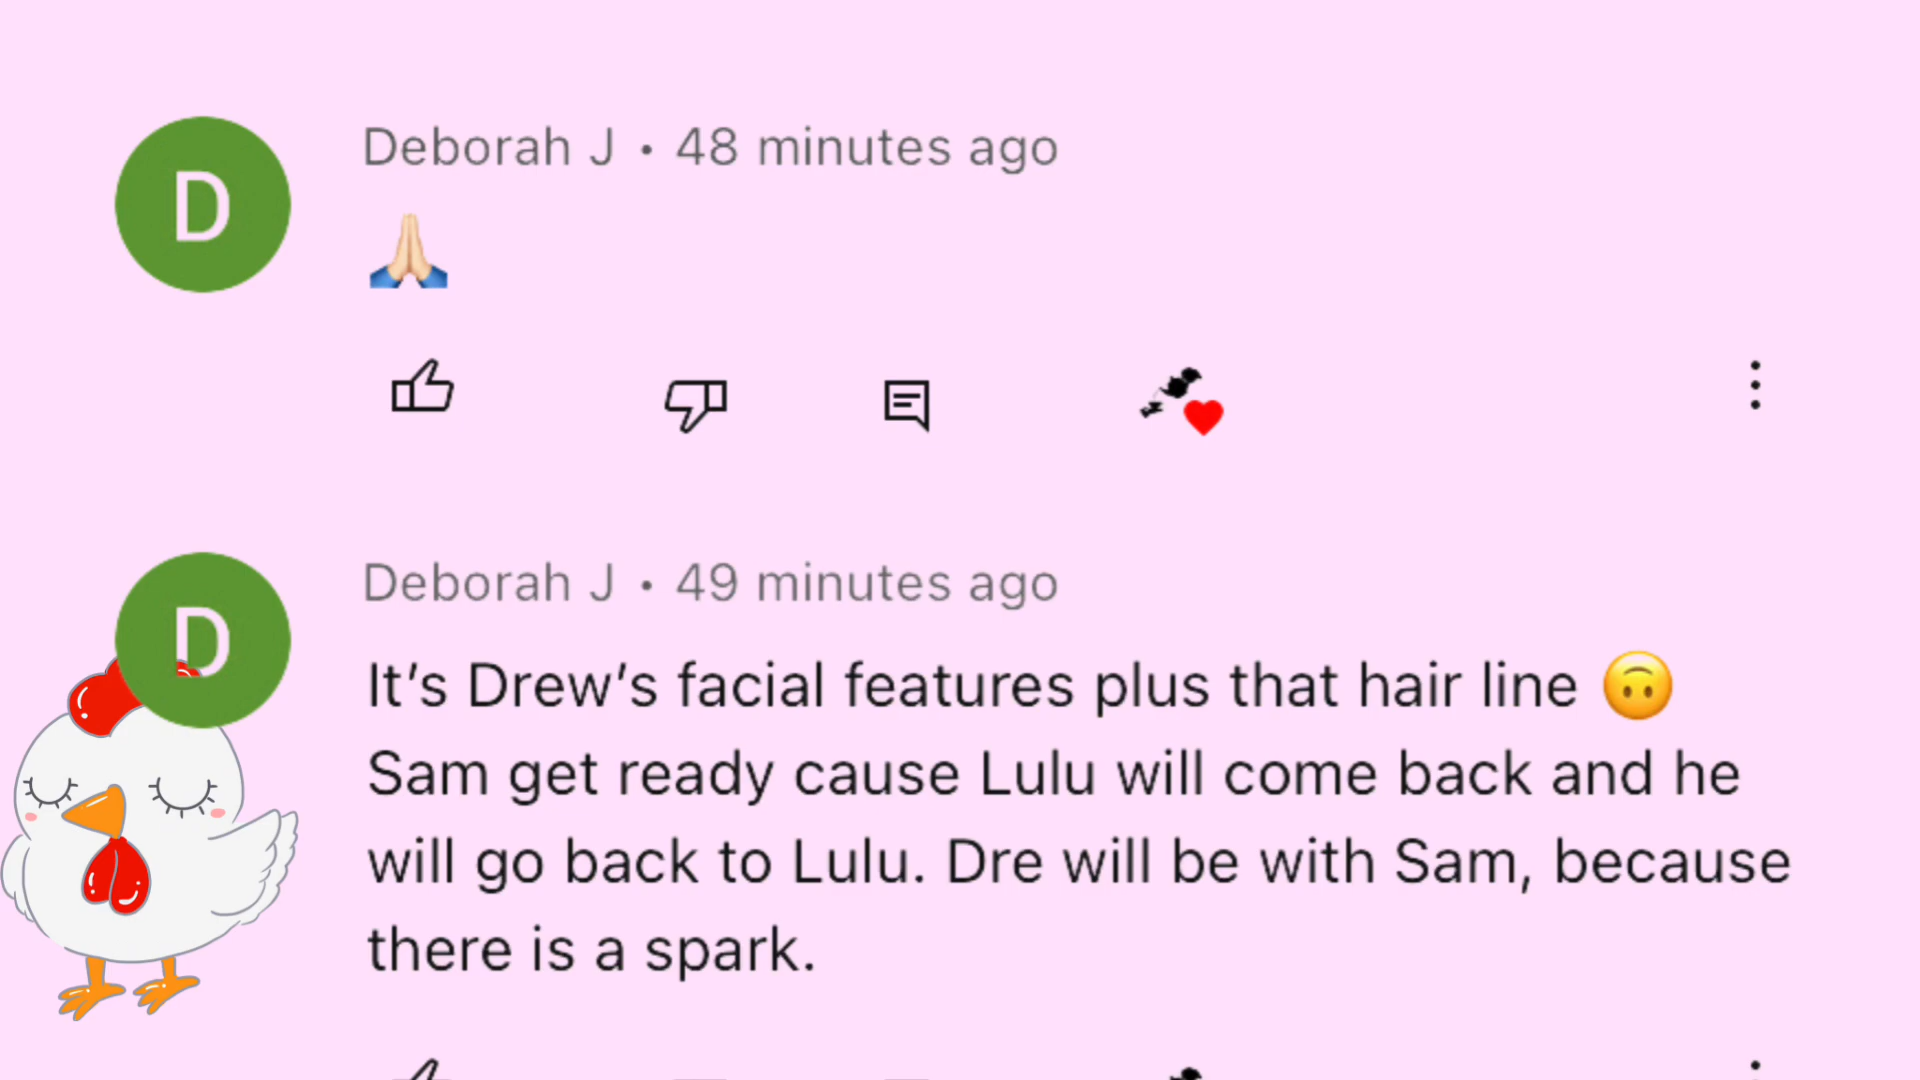 D
Deborah J • 48 minutes ago
🙏🏻
D
Deborah J • 49 minutes ago
It’s Drew’s facial features plus that hair line 🙃
Sam get ready cause Lulu will come back and he
will go back to Lulu. Dre will be with Sam, because
there is a spark.